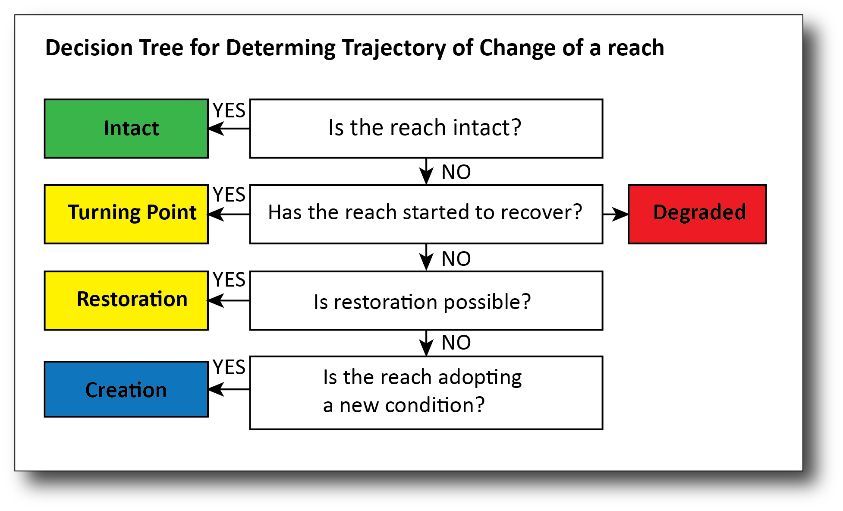 Decision Tree for Determing Trajectory of Change of a reach
Intact
YES
Is the reach intact?
NO
Turning Point
YES
Has the reach started to recover?
Degraded
NO
Restoration
YES
Is restoration possible?
NO
Creation
YES
Is the reach adopting
a new condition?